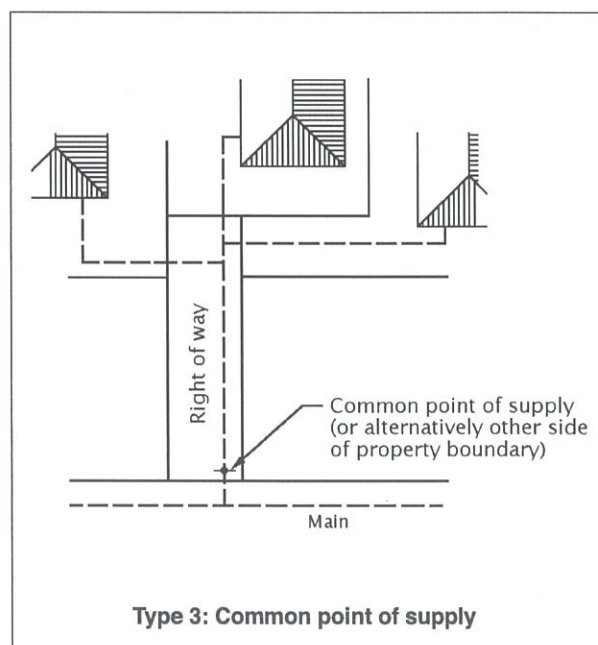 Right of way
Common point of supply
(or alternatively other side
of property boundary)
Main
Type 3: Common point of supply